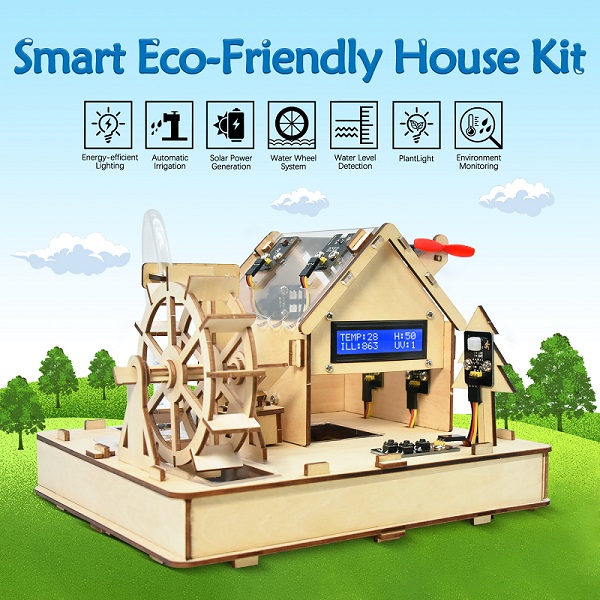 Smart Eco-Friendly House Kit
Energy-efficient
Lighting
Automatic
Irrigation
Solar Power
Generation
Water Wheel
System
Water Level
Detection
PlantLight
Environment
Monitoring
TEMP:28 H:50
ILL:863 UV:1